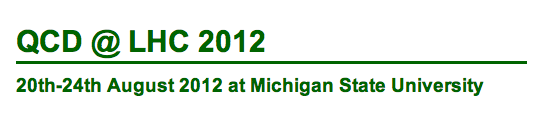 QCD @ LHC 2012
20th-24th August 2012 at Michigan State University